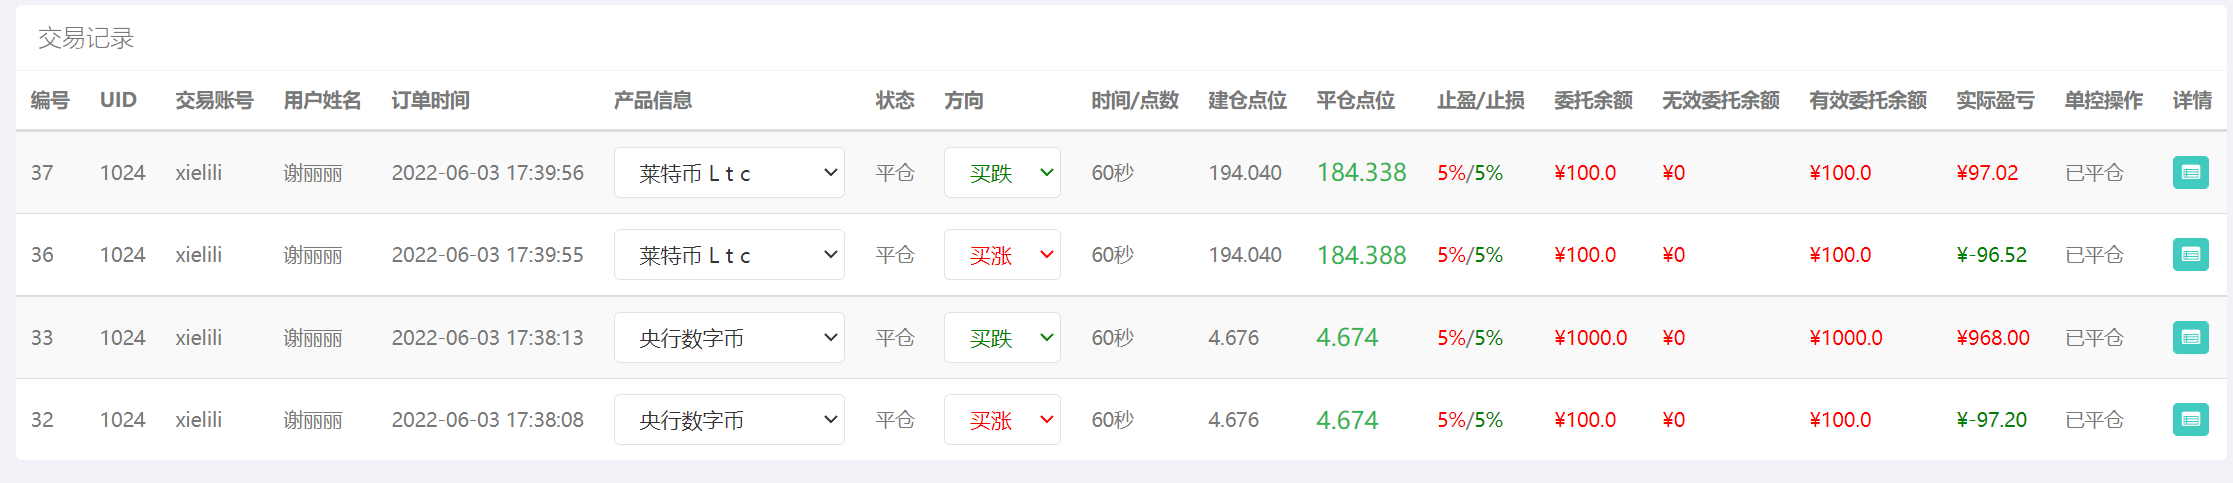 交易记录
编号 UID 交易账号 用户姓名 订单时间 产品信息 状态 方向 时间/点数 建仓点位 平仓点位 止盈/止损 委托余额 无效委托余额 有效委托余额 实际盈亏 单控操作 详情
37 1024 xielili 谢丽丽 2022-06-03 17:39:56 莱特币 L t c 平仓 买跌 60秒 194.040 184.338 5%/5% ¥100.0 ¥0 ¥100.0 ¥97.02 已平仓
36 1024 xielili 谢丽丽 2022-06-03 17:39:55 莱特币 L t c 平仓 买涨 60秒 194.040 184.388 5%/5% ¥100.0 ¥0 ¥100.0 ¥-96.52 已平仓
33 1024 xielili 谢丽丽 2022-06-03 17:38:13 央行数字币 平仓 买跌 60秒 4.676 4.674 5%/5% ¥1000.0 ¥0 ¥1000.0 ¥968.00 已平仓
32 1024 xielili 谢丽丽 2022-06-03 17:38:08 央行数字币 平仓 买涨 60秒 4.676 4.674 5%/5% ¥100.0 ¥0 ¥100.0 ¥-97.20 已平仓